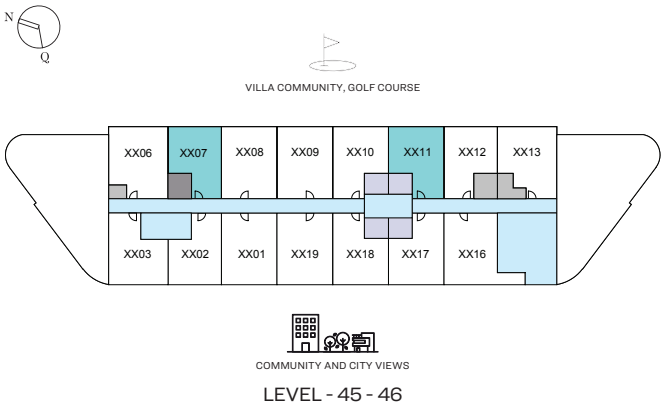 N
Q
VILLA COMMUNITY, GOLF COURSE
XX06 XX07 XX08 XX09 XX10 XX11 XX12 XX13
XX03 XX02 XX01 XX19 XX18 XX17 XX16
COMMUNITY AND CITY VIEWS
LEVEL - 45 - 46